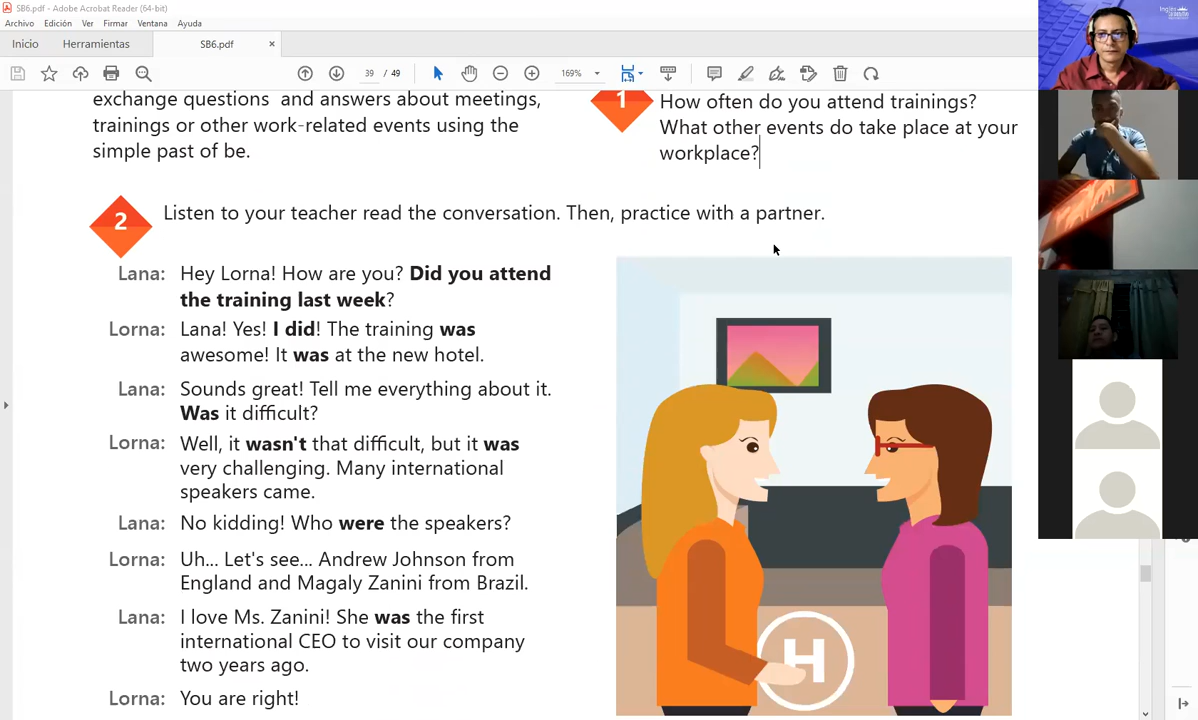 SB6.pdf - Adobe Acrobat Reader (64-bit)
Archivo Edición Ver Firmar Ventana Ayuda
Inicio Herramientas SB6.pdf ×
39 / 49 169%
exchange questions and answers about meetings,
trainings or other work-related events using the
simple past of be.
1
How often do you attend trainings?
What other events do take place at your
workplace?
2
Listen to your teacher read the conversation. Then, practice with a partner.
Lana: Hey Lorna! How are you? Did you attend
the training last week?
Lorna: Lana! Yes! I did! The training was
awesome! It was at the new hotel.
Lana: Sounds great! Tell me everything about it.
Was it difficult?
Lorna: Well, it wasn't that difficult, but it was
very challenging. Many international
speakers came.
Lana: No kidding! Who were the speakers?
Lorna: Uh... Let's see... Andrew Johnson from
England and Magaly Zanini from Brazil.
Lana: I love Ms. Zanini! She was the first
international CEO to visit our company
two years ago.
Lorna: You are right!
H